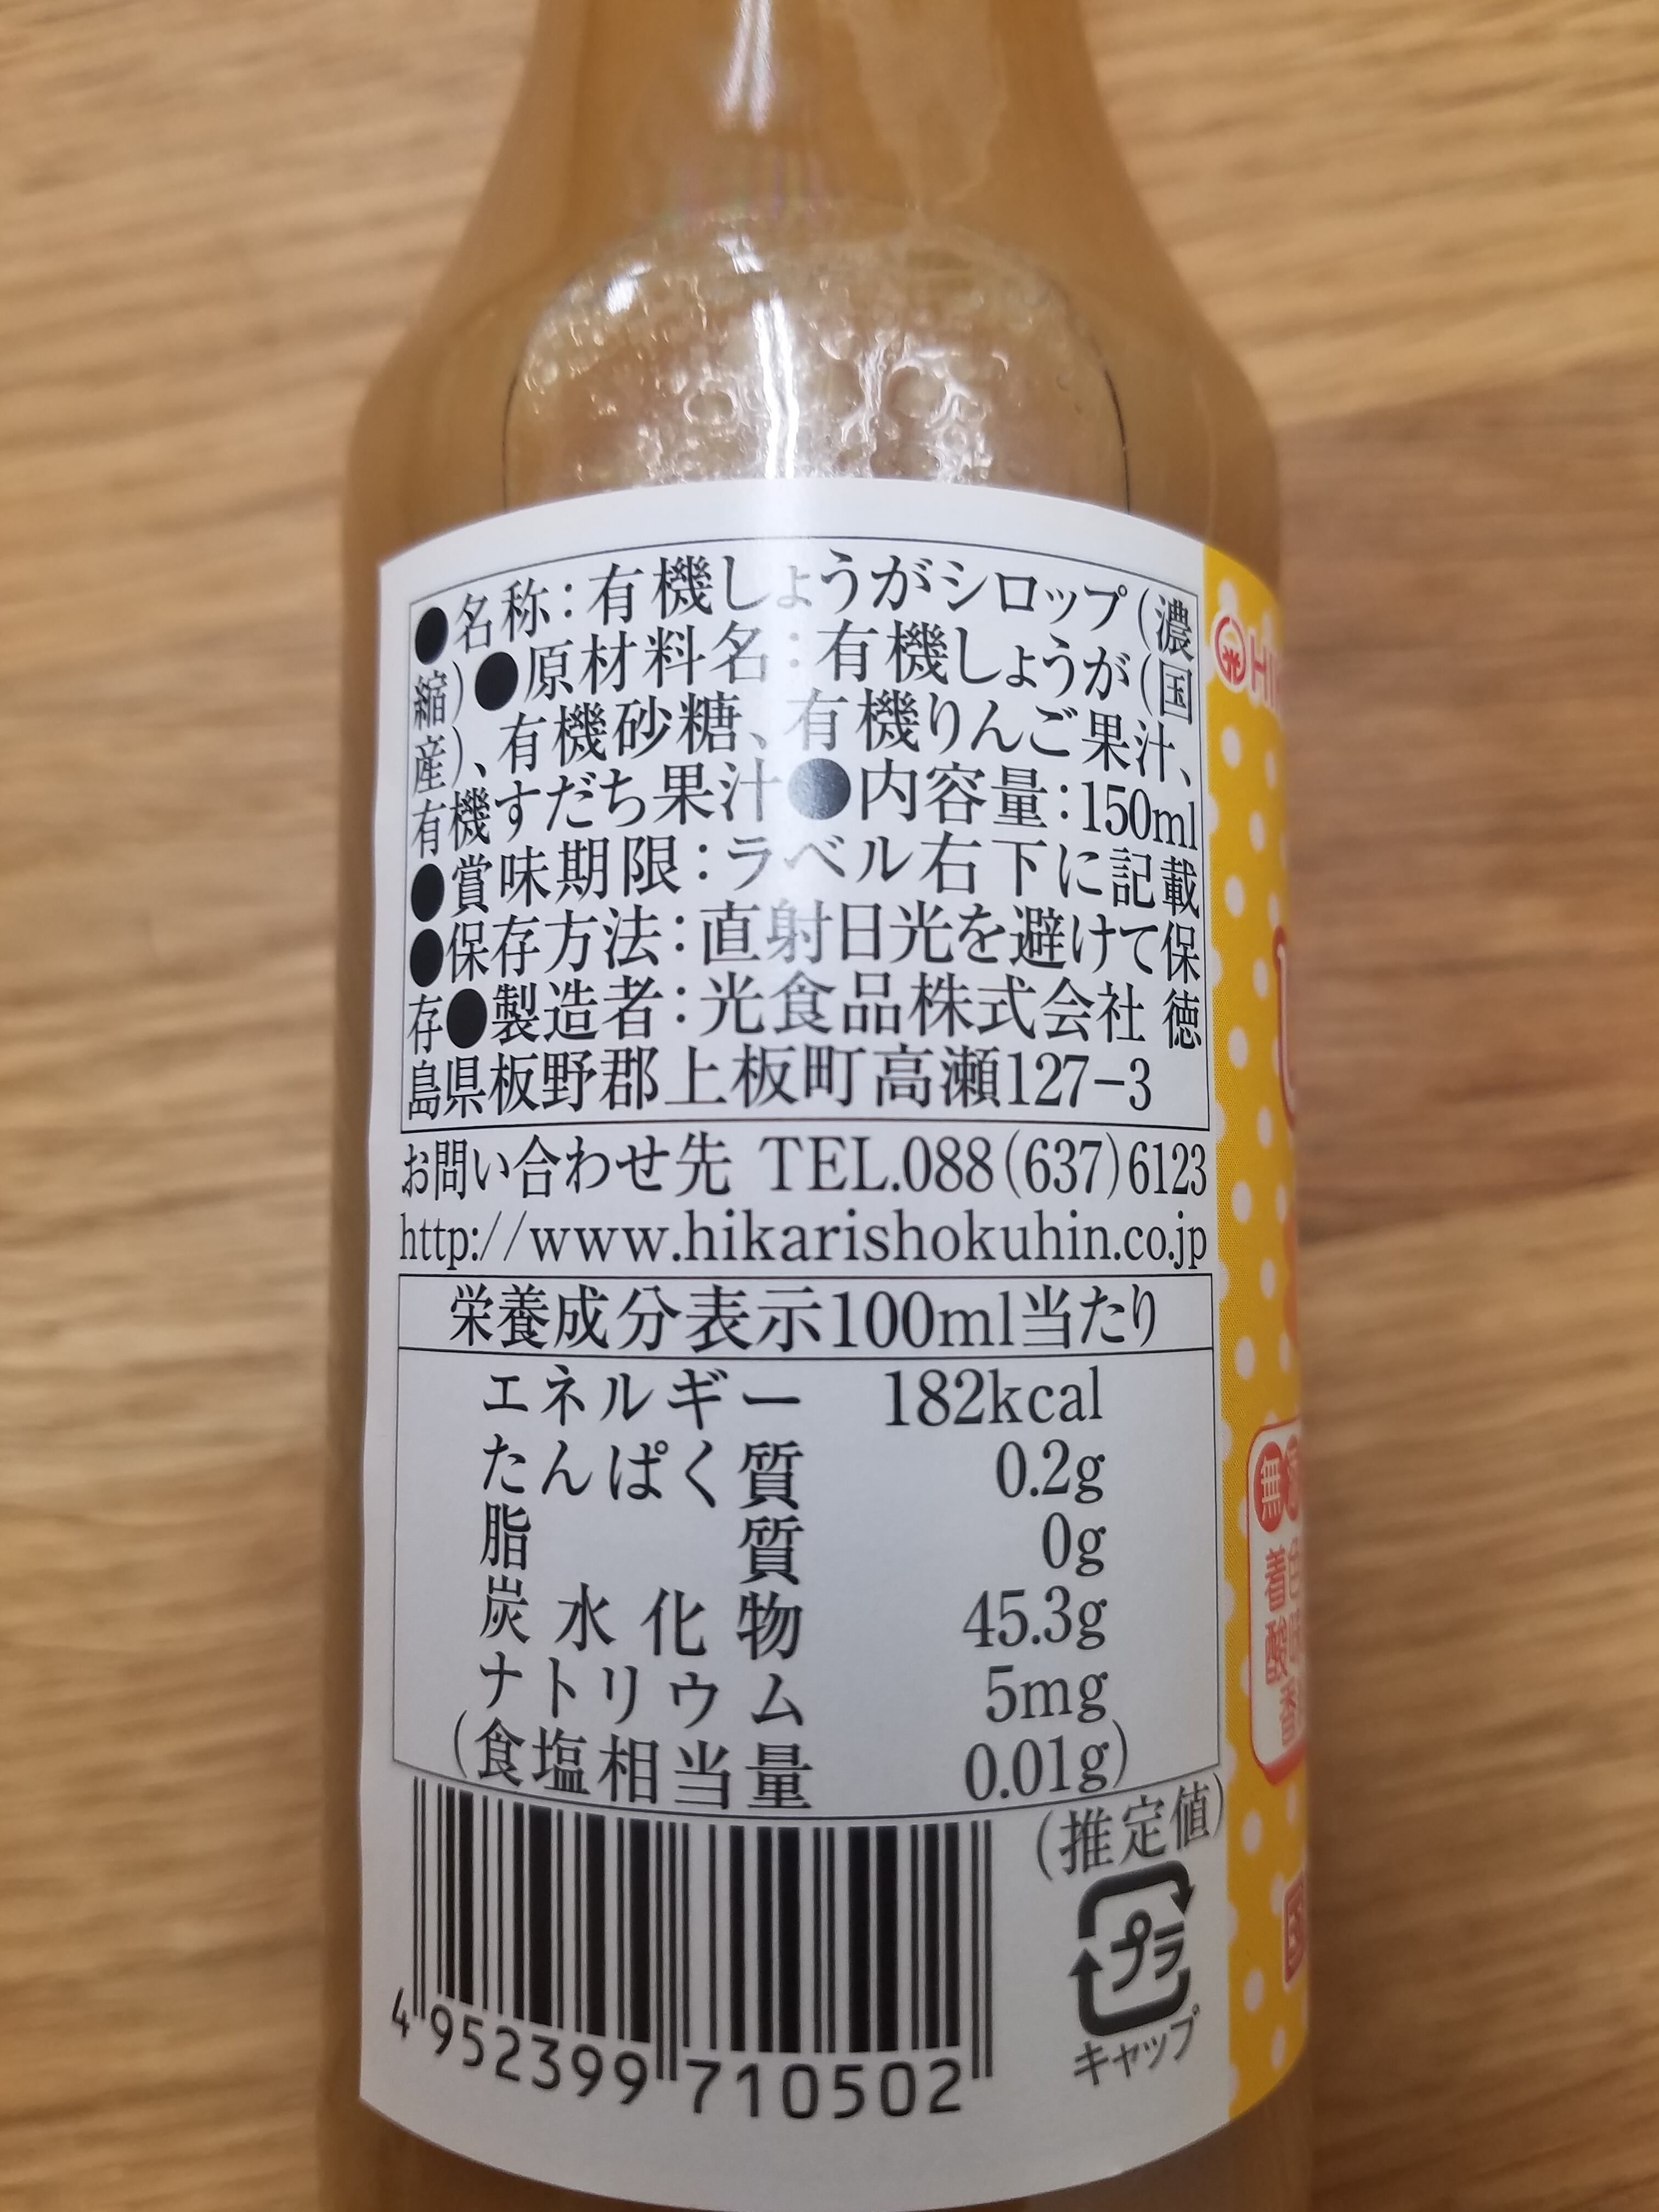 ●名称：有機しょうがシロップ（濃
縮）●原材料名：有機しょうが（国
産）、有機砂糖、有機りんご果汁、
有機すだち果汁●内容量：150ml
●賞味期限：ラベル右下に記載
●保存方法：直射日光を避けて保
存●製造者：光食品株式会社 徳
島県板野郡上板町高瀬127-3
お問い合わせ先 TEL.088(637)6123
http://www.hikarishokuhin.co.jp
栄養成分表示100ml当たり
エネルギー 182kcal
たんぱく質 0.2g
脂質 0g
炭水化物 45.3g
ナトリウム 5mg
（食塩相当量 0.01g）
（推定値）
プラ
キャップ
4 952399 710502
無
着
酸